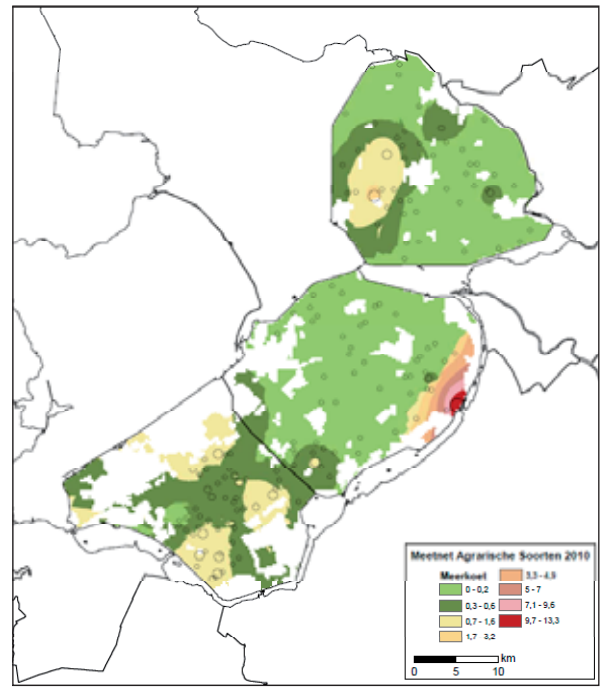 Meetnet Agrarische Soorten 2010
Meerkoet
0 - 0,2
0,3 - 0,6
0,7 - 1,6
1,7 - 3,2
3,3 - 4,9
5 - 7
7,1 - 9,6
9,7 - 13,3
km
0 5 10